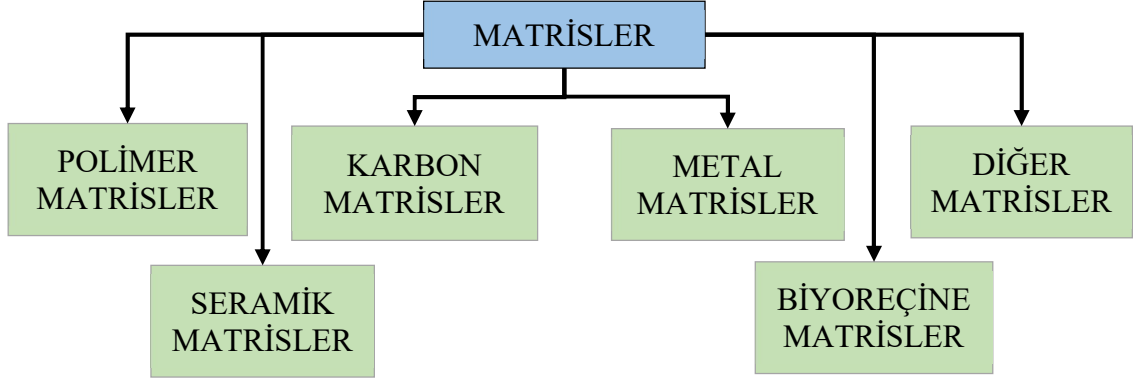 MATRİSLER
POLİMER
MATRİSLER
KARBON
MATRİSLER
METAL
MATRİSLER
DİĞER
MATRİSLER
SERAMİK
MATRİSLER
BİYOREÇİNE
MATRİSLER